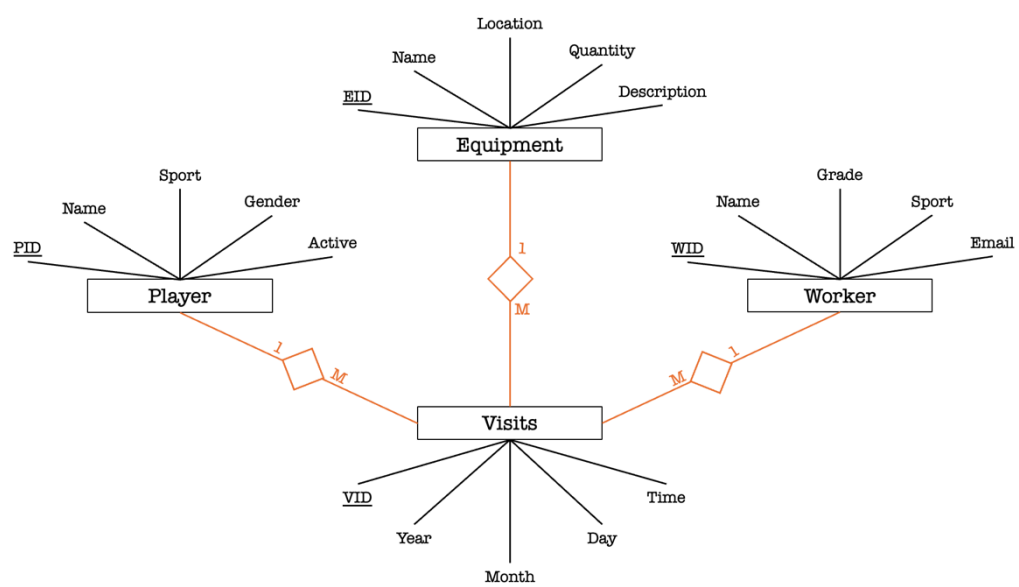 Location
Name
Quantity
EID
Description
Equipment
Sport
Name
Gender
PID
Active
Player
Grade
Name
Sport
WID
Email
Worker
1
M
1
M
1
M
Visits
VID
Time
Year
Day
Month